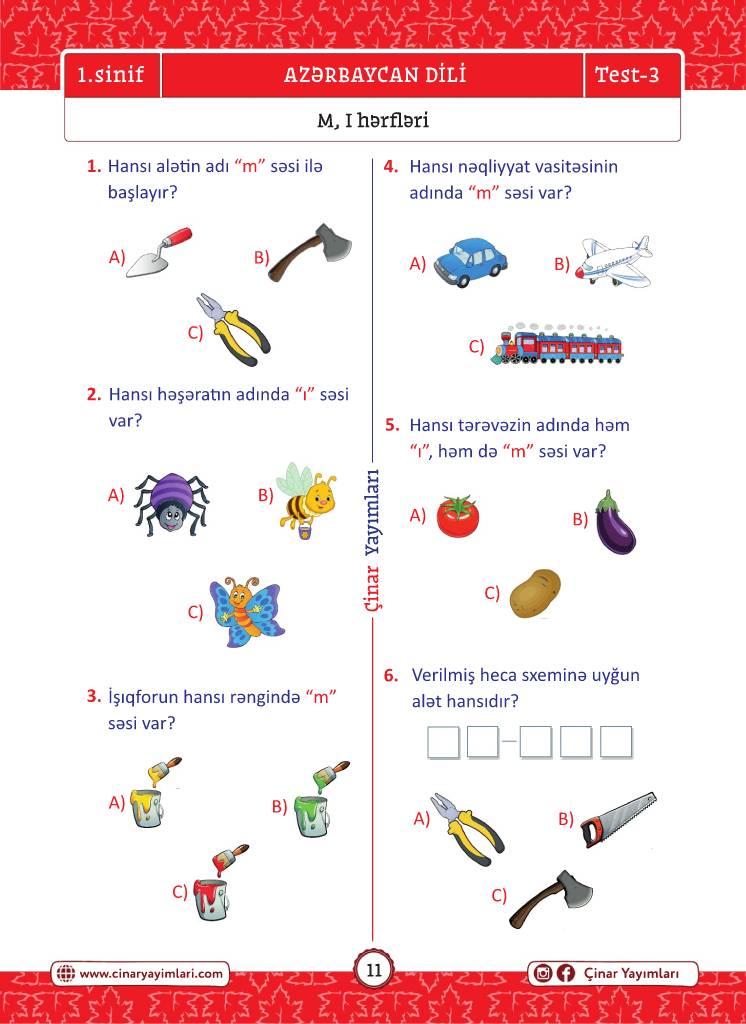 1.sinif
AZƏRBAYCAN DİLİ
Test-3
M, I hərfləri
1. Hansı alətin adı “m” səsi ilə
başlayır?
A)
B)
C)
2. Hansı həşəratın adında “ı” səsi
var?
A)
B)
C)
3. İşıqforun hansı rəngində “m”
səsi var?
A)
B)
C)
Çinar Yayımları
4. Hansı nəqliyyat vasitəsinin
adında “m” səsi var?
A)
B)
C)
5. Hansı tərəvəzin adında həm
“ı”, həm də “m” səsi var?
A)
B)
C)
6. Verilmiş heca sxeminə uyğun
alət hansıdır?
A)
B)
C)
www.cinaryayimlari.com
11
Çinar Yayımları